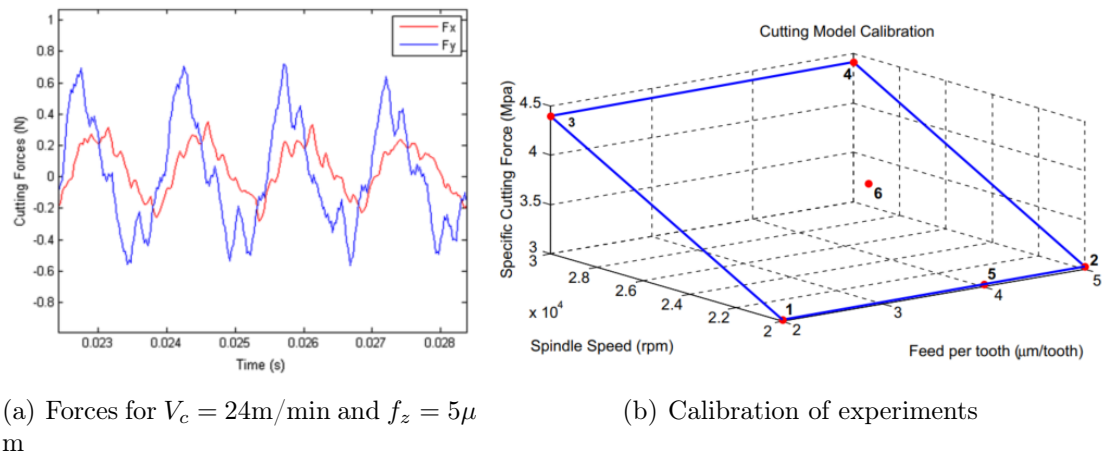 1
0.8
0.6
0.4
0.2
0
-0.2
-0.4
-0.6
-0.8
Cutting Forces (N)
Fx
Fy
0.023
0.024
0.025
0.026
0.027
0.028
Time (s)
(a) Forces for Vc = 24m/min and fz = 5μ
m
Cutting Model Calibration
Specific Cutting Force (Mpa)
4.5
4
3.5
3
2.8
2.6
2.4
2.2
2
x 10^4
Spindle Speed (rpm)
2
3
4
5
Feed per tooth (μm/tooth)
1
2
3
4
5
6
(b) Calibration of experiments